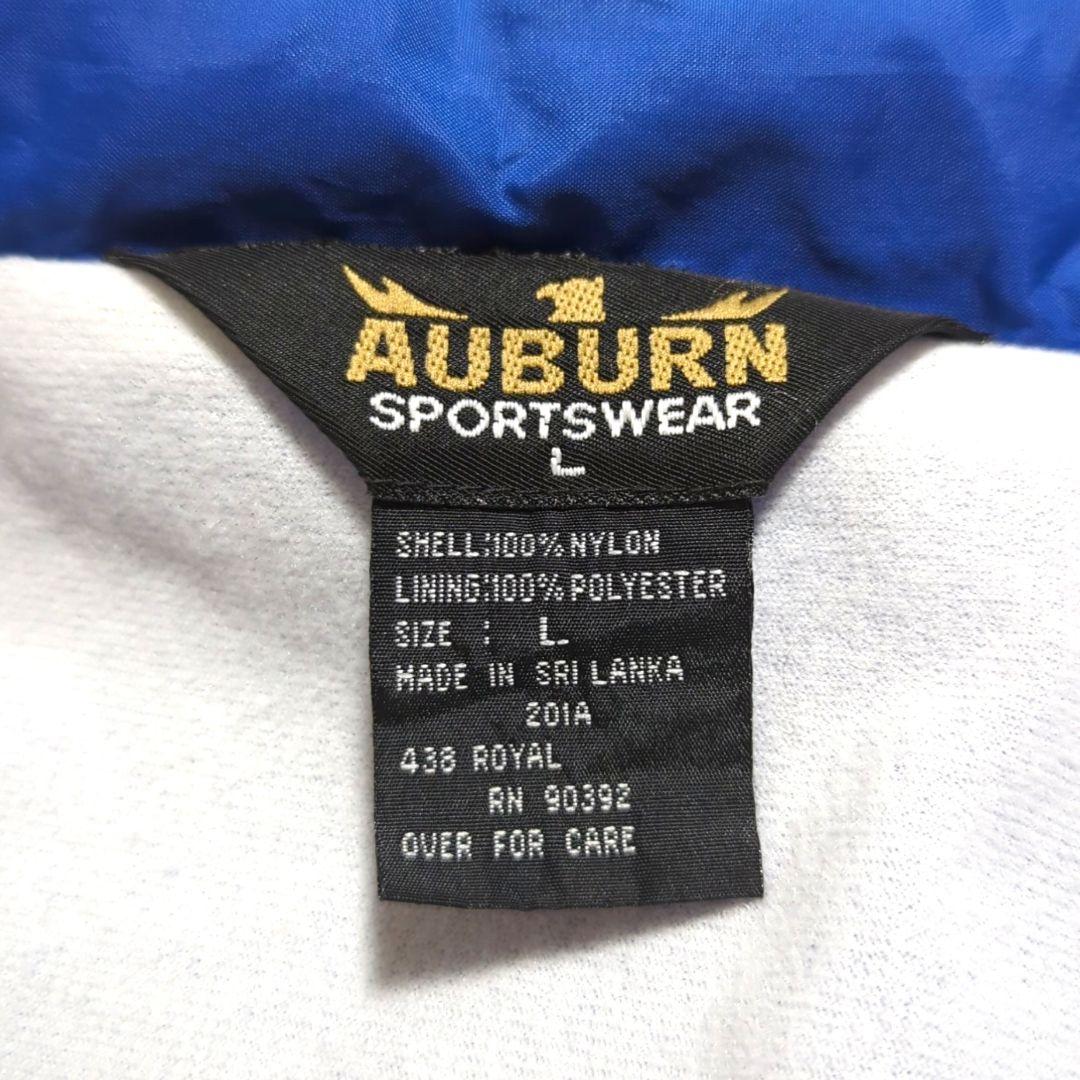 AUBURN
SPORTSWEAR
L
SHELL:100% NYLON
LINING:100% POLYESTER
SIZE : L
MADE IN SRI LANKA
201A
438 ROYAL
RN 90392
OVER FOR CARE